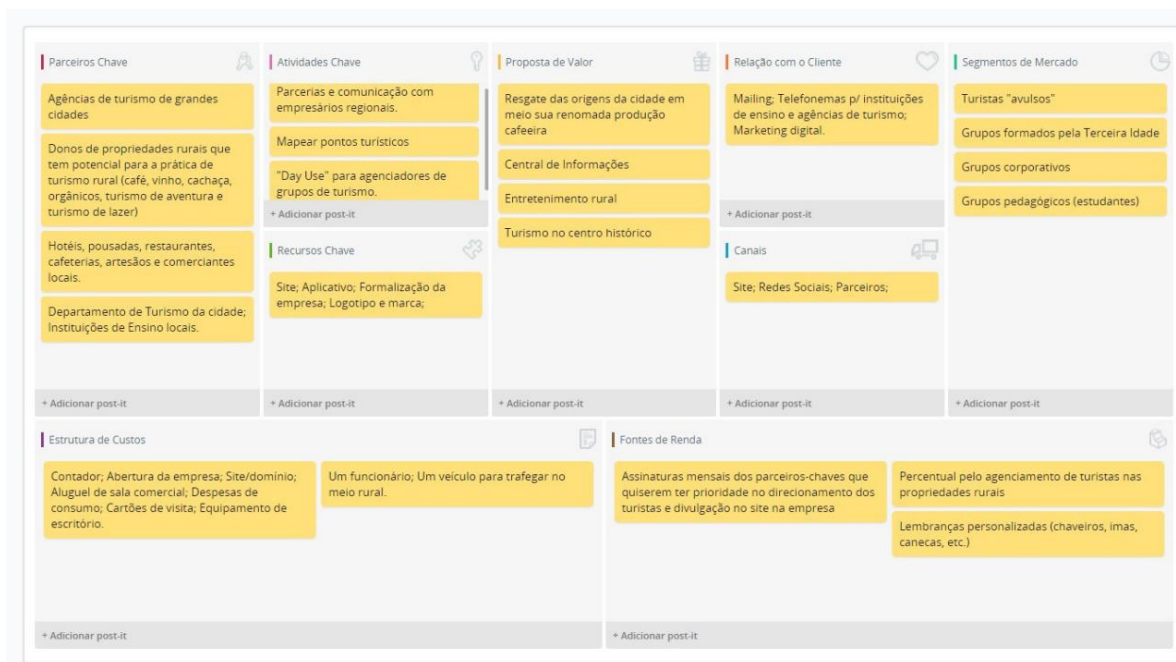 Parceiros Chave
Agências de turismo de grandes
cidades
Donos de propriedades rurais que
tem potencial para a prática de
turismo rural (café, vinho, cachaça,
orgânicos, turismo de aventura e
turismo de lazer)
Hotéis, pousadas, restaurantes,
cafeterias, artesãos e comerciantes
locais.
Departamento de Turismo da cidade;
Instituições de Ensino locais.
+ Adicionar post-it
Atividades Chave
Parcerias e comunicação com
empresários regionais.
Mapear pontos turísticos
"Day Use" para agenciadores de
grupos de turismo.
+ Adicionar post-it
Recursos Chave
Site; Aplicativo; Formalização da
empresa; Logotipo e marca;
+ Adicionar post-it
Proposta de Valor
Resgate das origens da cidade em
meio sua renomada produção
cafeeira
Central de Informações
Entretenimento rural
Turismo no centro histórico
+ Adicionar post-it
Relação com o Cliente
Mailing; Telefonemas p/ instituições
de ensino e agências de turismo;
Marketing digital.
+ Adicionar post-it
Canais
Site; Redes Sociais; Parceiros;
+ Adicionar post-it
Segmentos de Mercado
Turistas "avulsos"
Grupos formados pela Terceira Idade
Grupos corporativos
Grupos pedagógicos (estudantes)
+ Adicionar post-it
Estrutura de Custos
Contador; Abertura da empresa; Site/domínio;
Aluguel de sala comercial; Despesas de
consumo; Cartões de visita; Equipamento de
escritório.
Um funcionário; Um veículo para trafegar no
meio rural.
+ Adicionar post-it
Fontes de Renda
Assinaturas mensais dos parceiros-chaves que
quiserem ter prioridade no direcionamento dos
turistas e divulgação no site na empresa
Percentual pelo agenciamento de turistas nas
propriedades rurais
Lembranças personalizadas (chaveiros, imas,
canecas, etc.)
+ Adicionar post-it